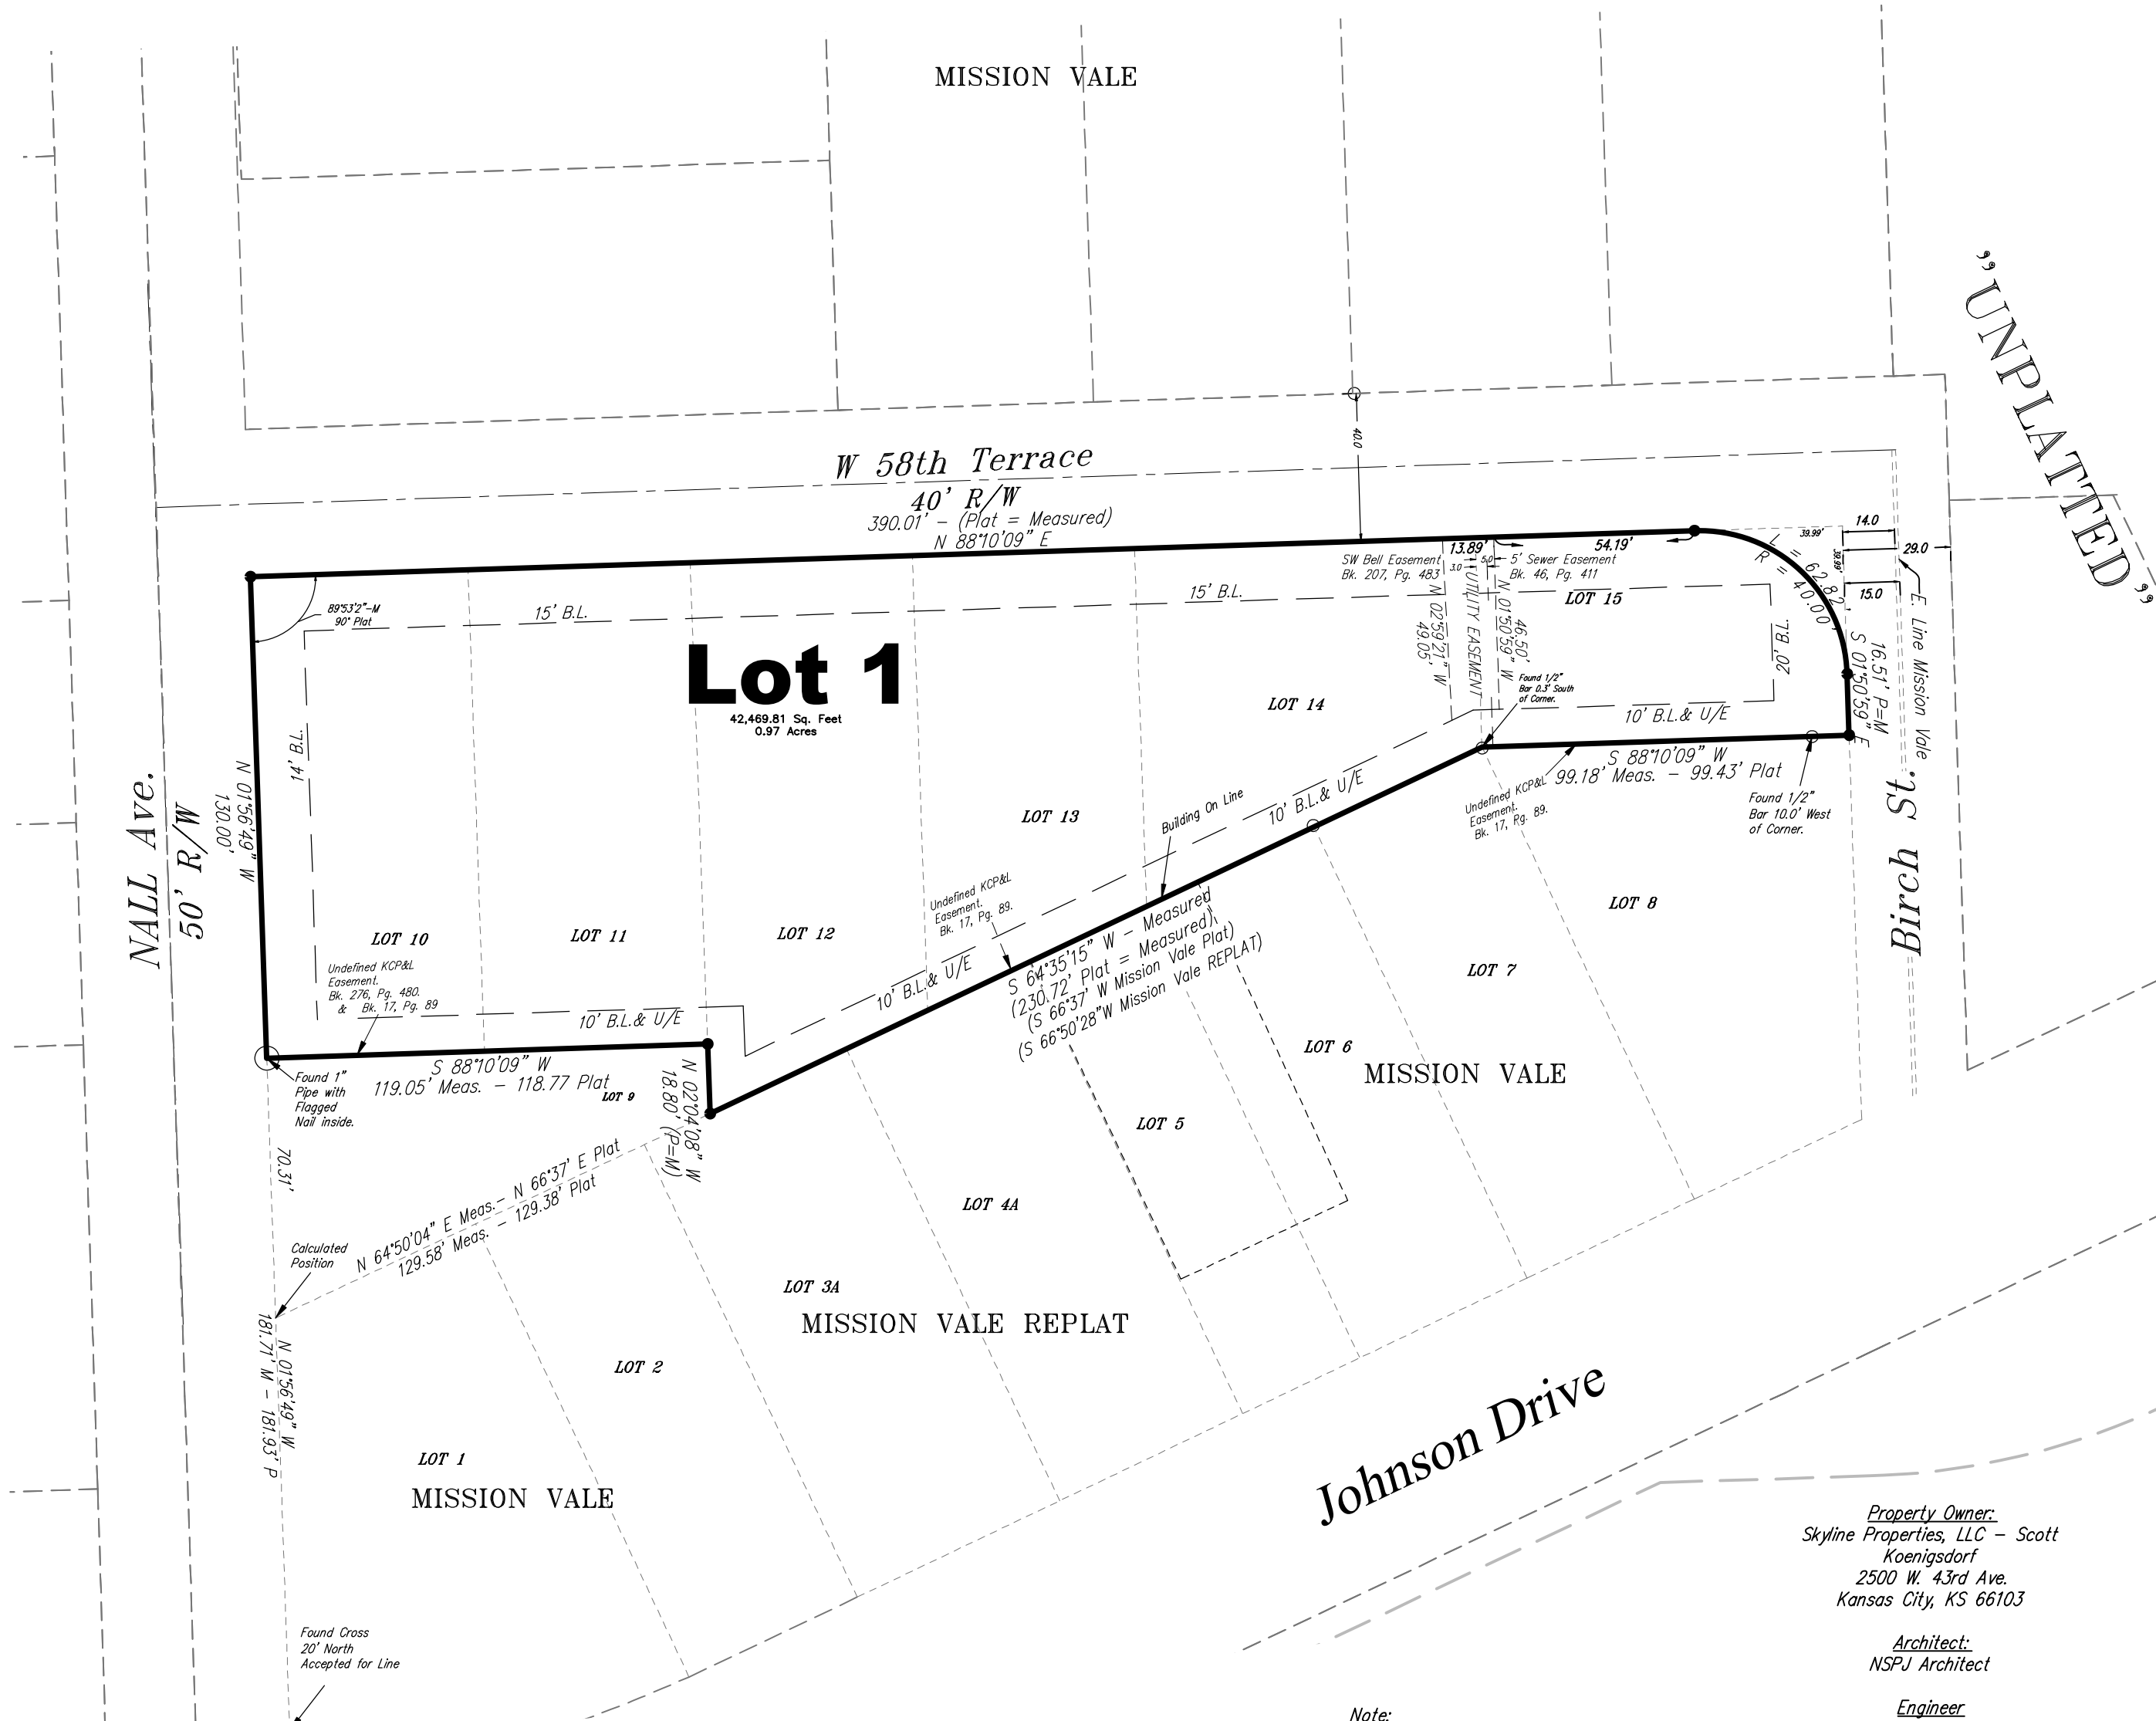 MISSION VALE
"UNPLATTED"
W 58th Terrace
40' R/W
390.01' - (Plat = Measured)
N 88°10'09" E
40.0
13.89'
54.19'
SW Bell Easement
Bk. 207, Pg. 483
3.0
5.0
5' Sewer Easement
Bk. 46, Pg. 411
39.99'
39.99'
14.0
29.0
15.0
L = 62.82'
R = 40.00'
89°53'2"-M
90° Plat
15' B.L.
15' B.L.
LOT 15
20' B.L.
E. Line Mission Vale
16.51' P=M
S 01°50'59" E
N 02°59'21" W
49.05'
UTILITY EASEMENT
46.50'
N 01°50'59" W
Lot 1
42,469.81 Sq. Feet
0.97 Acres
Found 1/2"
Bar 0.3' South
of Corner.
LOT 14
10' B.L.& U/E
14' B.L.
S 88°10'09" W
99.18' Meas. - 99.43' Plat
NALL Ave.
50' R/W
N 01°56'49" W
130.00'
Undefined KCP&L
Easement.
Bk. 17, Pg. 89.
Found 1/2"
Bar 10.0' West
of Corner.
Birch St.
Building On Line
10' B.L.& U/E
LOT 13
Undefined KCP&L
Easement.
Bk. 17, Pg. 89.
LOT 8
LOT 10
LOT 11
LOT 12
S 64°35'15" W - Measured
(230.72' Plat = Measured)
(S 66°37' W Mission Vale Plat)
(S 66°50'28"W Mission Vale REPLAT)
LOT 7
Undefined KCP&L
Easement.
Bk. 276, Pg. 480.
& Bk. 17, Pg. 89
10' B.L.& U/E
10' B.L.& U/E
LOT 6
MISSION VALE
S 88°10'09" W
119.05' Meas. - 118.77 Plat
LOT 9
Found 1"
Pipe with
Flagged
Nail inside.
N 02°04'08" W
18.80' (P=M)
LOT 5
70.31'
N 64°50'04" E Meas.- N 66°37' E Plat
129.58' Meas. - 129.38' Plat
LOT 4A
Calculated
Position
LOT 3A
MISSION VALE REPLAT
N 01°56'49" W
181.71' M - 181.93' P
LOT 2
Johnson Drive
LOT 1
MISSION VALE
Found Cross
20' North
Accepted for Line
Property Owner:
Skyline Properties, LLC - Scott
Koenigsdorf
2500 W. 43rd Ave.
Kansas City, KS 66103
Architect:
NSPJ Architect
Engineer
Note: